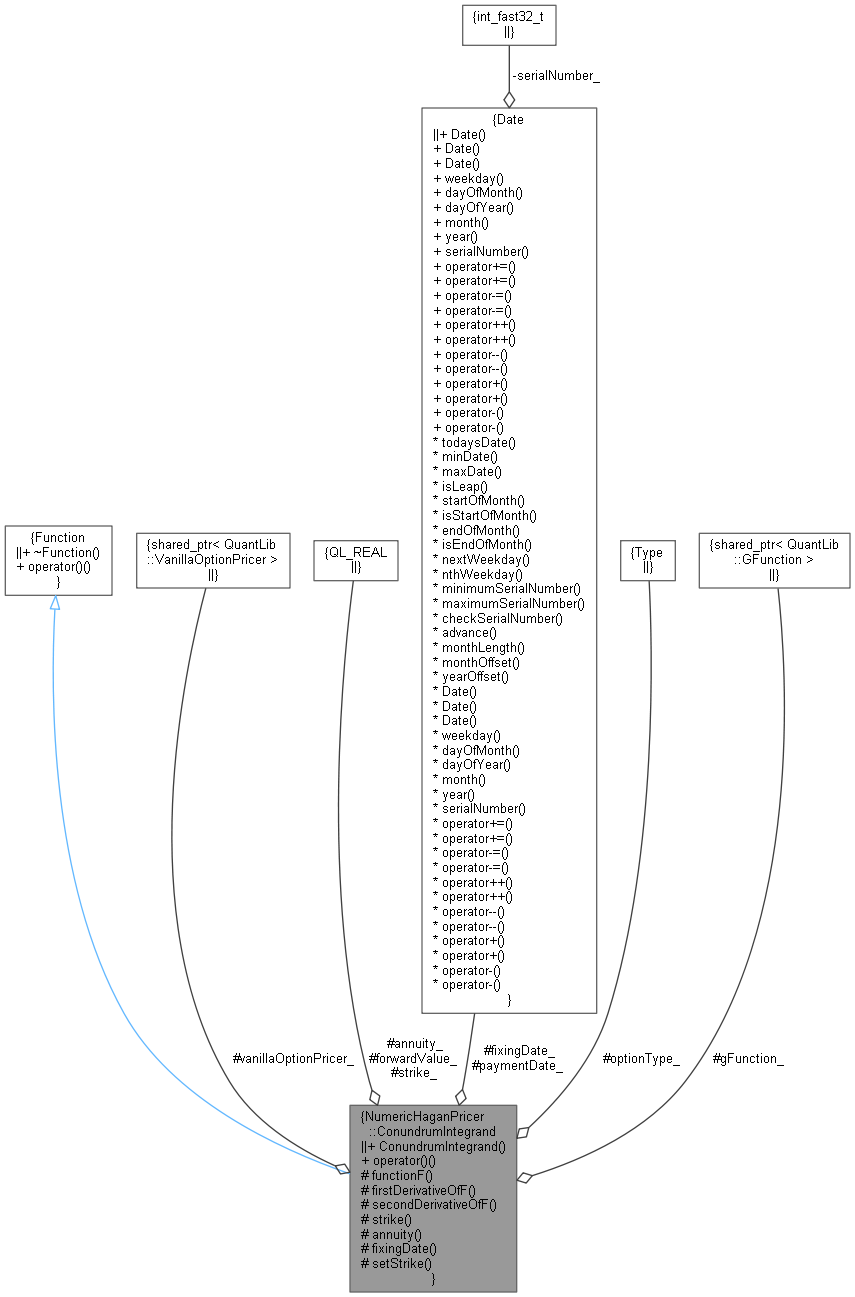 {int_fast32_t
||}
-serialNumber_
{Date
||+ Date()
+ Date()
+ Date()
+ weekday()
+ dayOfMonth()
+ dayOfYear()
+ month()
+ year()
+ serialNumber()
+ operator+=()
+ operator+=()
+ operator-=()
+ operator-=()
+ operator++()
+ operator++()
+ operator--()
+ operator--()
+ operator+()
+ operator+()
+ operator-()
+ operator-()
* todaysDate()
* minDate()
* maxDate()
* isLeap()
* startOfMonth()
* isStartOfMonth()
* endOfMonth()
* isEndOfMonth()
* nextWeekday()
* nthWeekday()
* minimumSerialNumber()
* maximumSerialNumber()
* checkSerialNumber()
* advance()
* monthLength()
* monthOffset()
* yearOffset()
* Date()
* Date()
* Date()
* weekday()
* dayOfMonth()
* dayOfYear()
* month()
* year()
* serialNumber()
* operator+=()
* operator+=()
* operator-=()
* operator-=()
* operator++()
* operator++()
* operator--()
* operator--()
* operator+()
* operator+()
* operator-()
* operator-()
}
{Function
||+ ~Function()
+ operator()()
}
{shared_ptr< QuantLib
::VanillaOptionPricer >
||}
{QL_REAL
||}
{Type
||}
{shared_ptr< QuantLib
::GFunction >
||}
#vanillaOptionPricer_
#annuity_
#forwardValue_
#strike_
#fixingDate_
#paymentDate_
#optionType_
#gFunction_
{NumericHaganPricer
::ConundrumIntegrand
||+ ConundrumIntegrand()
+ operator()()
# functionF()
# firstDerivativeOfF()
# secondDerivativeOfF()
# strike()
# annuity()
# fixingDate()
# setStrike()
}